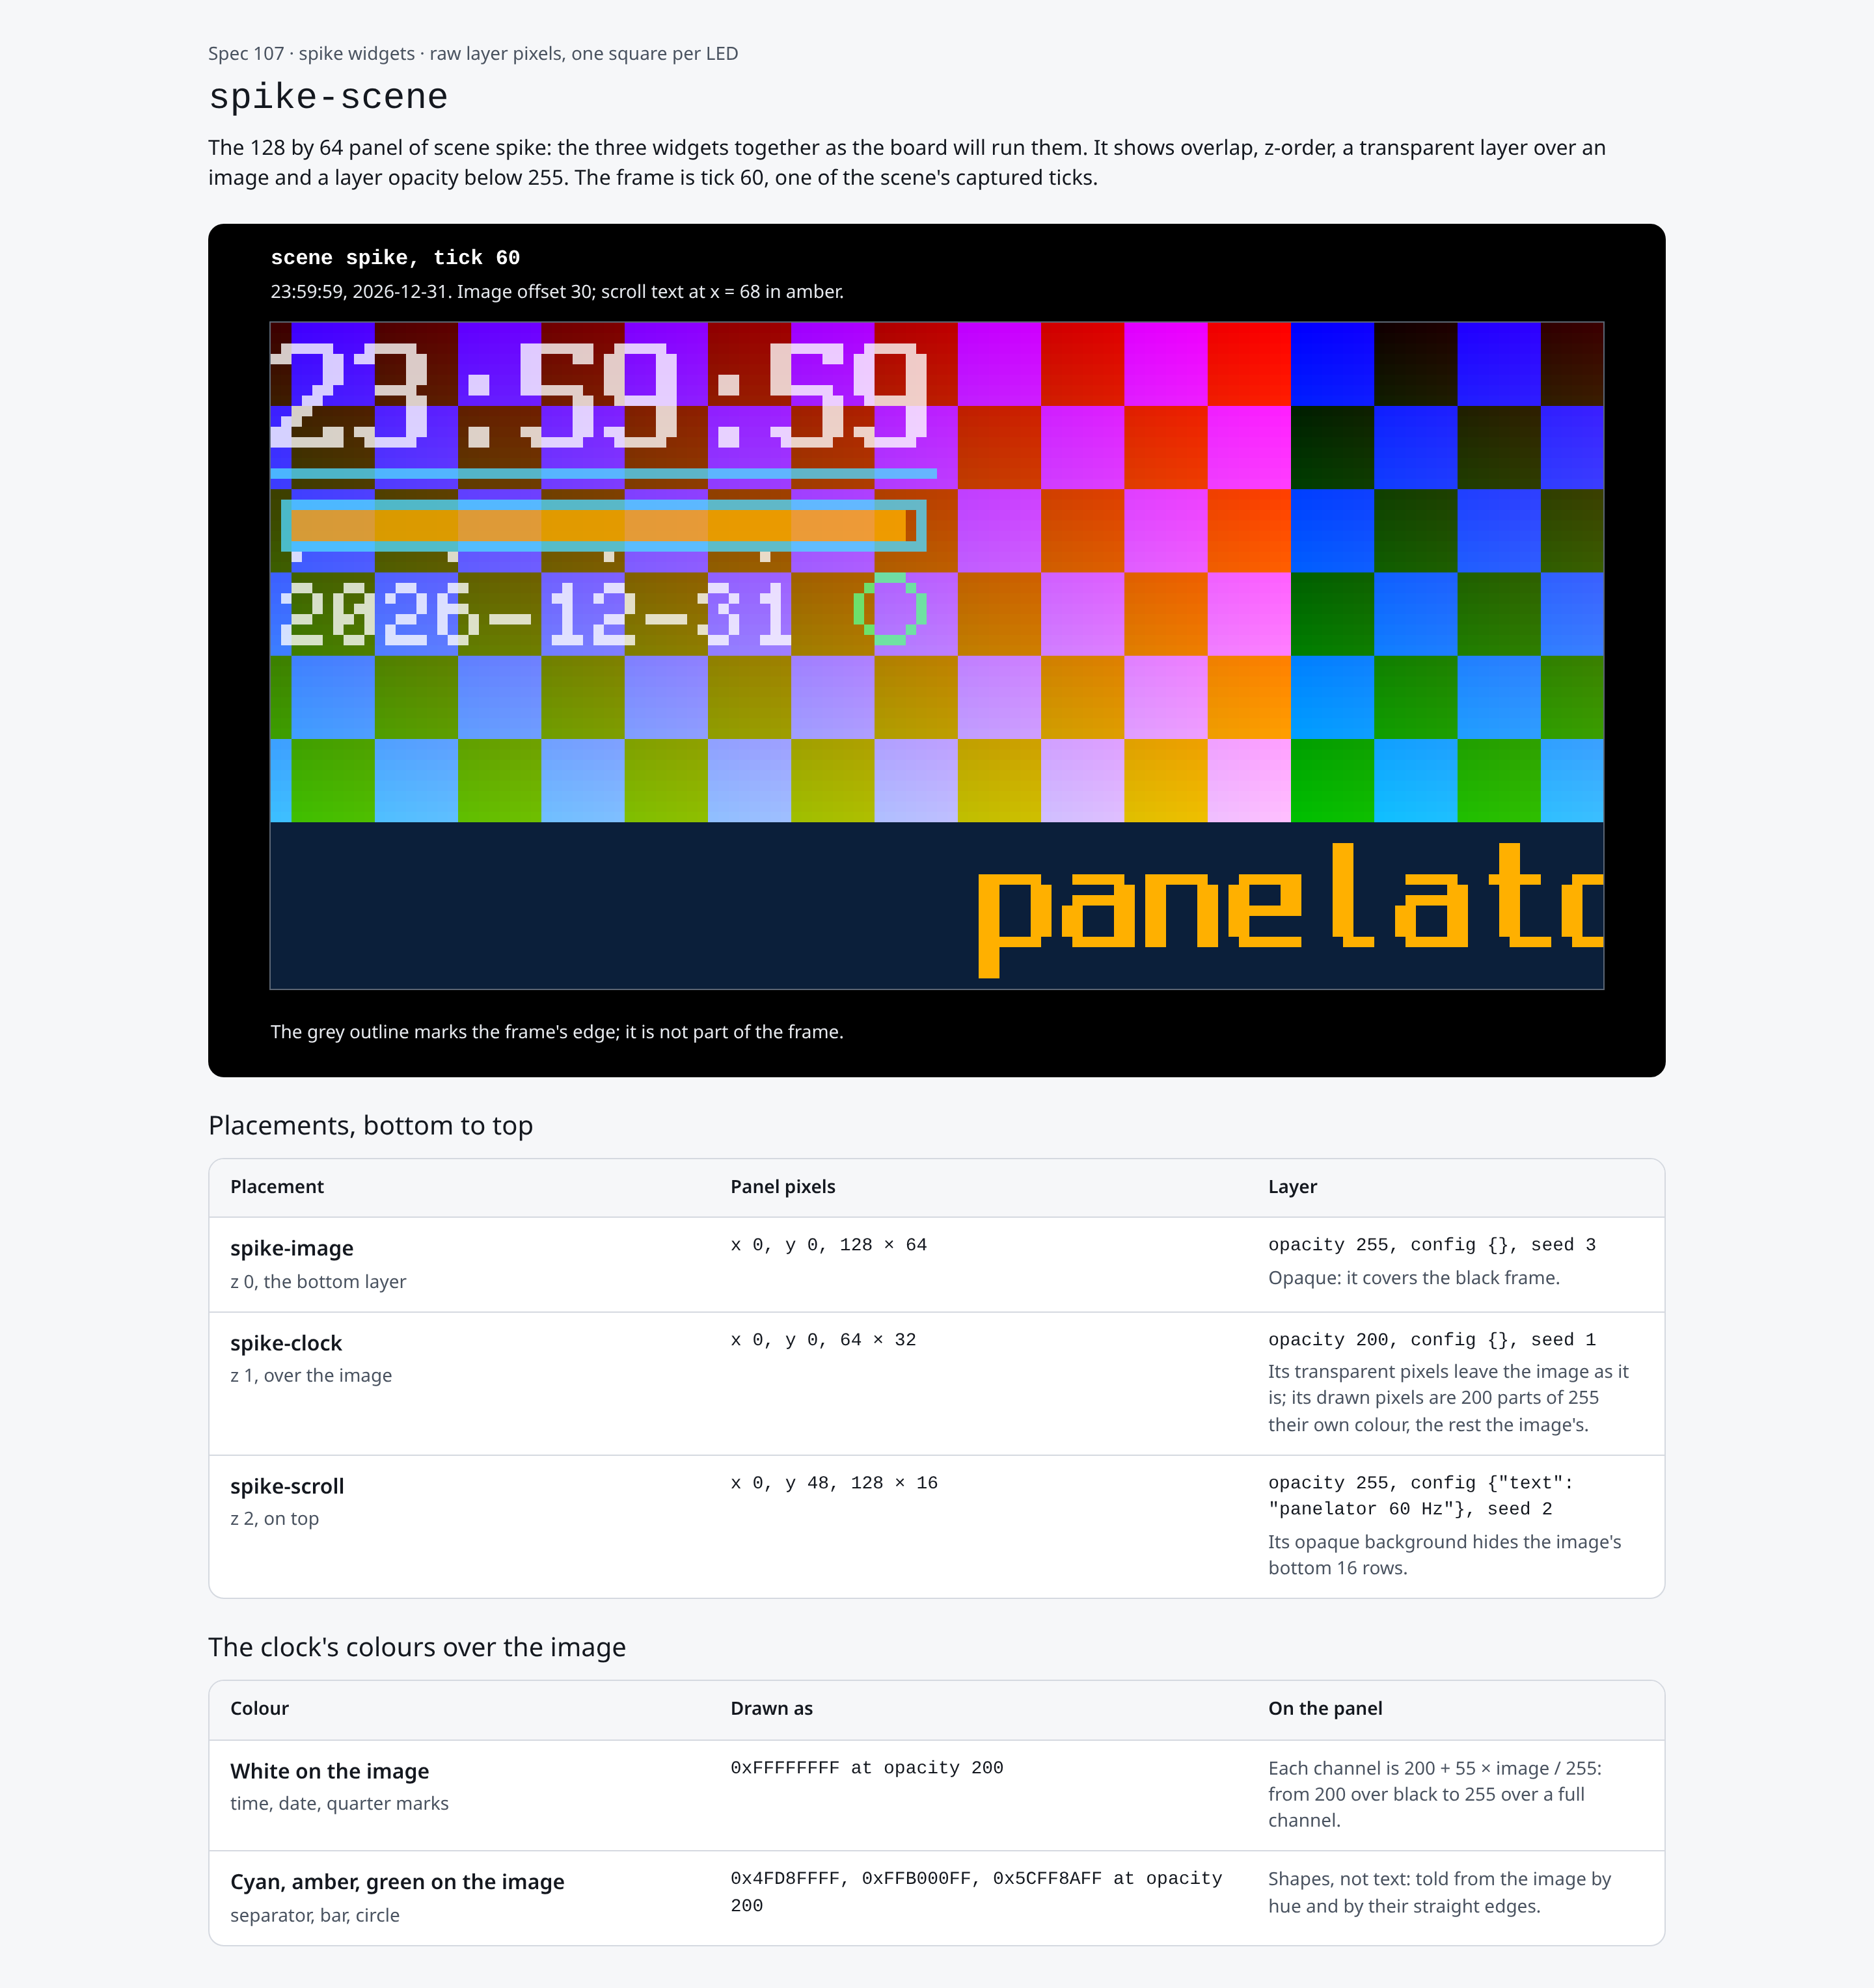 Spec 107 · spike widgets · raw layer pixels, one square per LED
spike-scene
The 128 by 64 panel of scene spike: the three widgets together as the board will run them. It shows overlap, z-order, a transparent layer over an
image and a layer opacity below 255. The frame is tick 60, one of the scene's captured ticks.
scene spike, tick 60
23:59:59, 2026-12-31. Image offset 30; scroll text at x = 68 in amber.
23:59:59
2026-12-31
panelato
The grey outline marks the frame's edge; it is not part of the frame.
Placements, bottom to top
Placement Panel pixels Layer
spike-image x 0, y 0, 128 × 64 opacity 255, config {}, seed 3
z 0, the bottom layer Opaque: it covers the black frame.
spike-clock x 0, y 0, 64 × 32 opacity 200, config {}, seed 1
z 1, over the image Its transparent pixels leave the image as it
is; its drawn pixels are 200 parts of 255
their own colour, the rest the image's.
spike-scroll x 0, y 48, 128 × 16 opacity 255, config {"text":
"panelator 60 Hz"}, seed 2
z 2, on top Its opaque background hides the image's
bottom 16 rows.
The clock's colours over the image
Colour Drawn as On the panel
White on the image 0xFFFFFFFF at opacity 200 Each channel is 200 + 55 × image / 255:
time, date, quarter marks from 200 over black to 255 over a full
channel.
Cyan, amber, green on the image 0x4FD8FFFF, 0xFFB000FF, 0x5CFF8AFF at opacity Shapes, not text: told from the image by
separator, bar, circle 200 hue and by their straight edges.